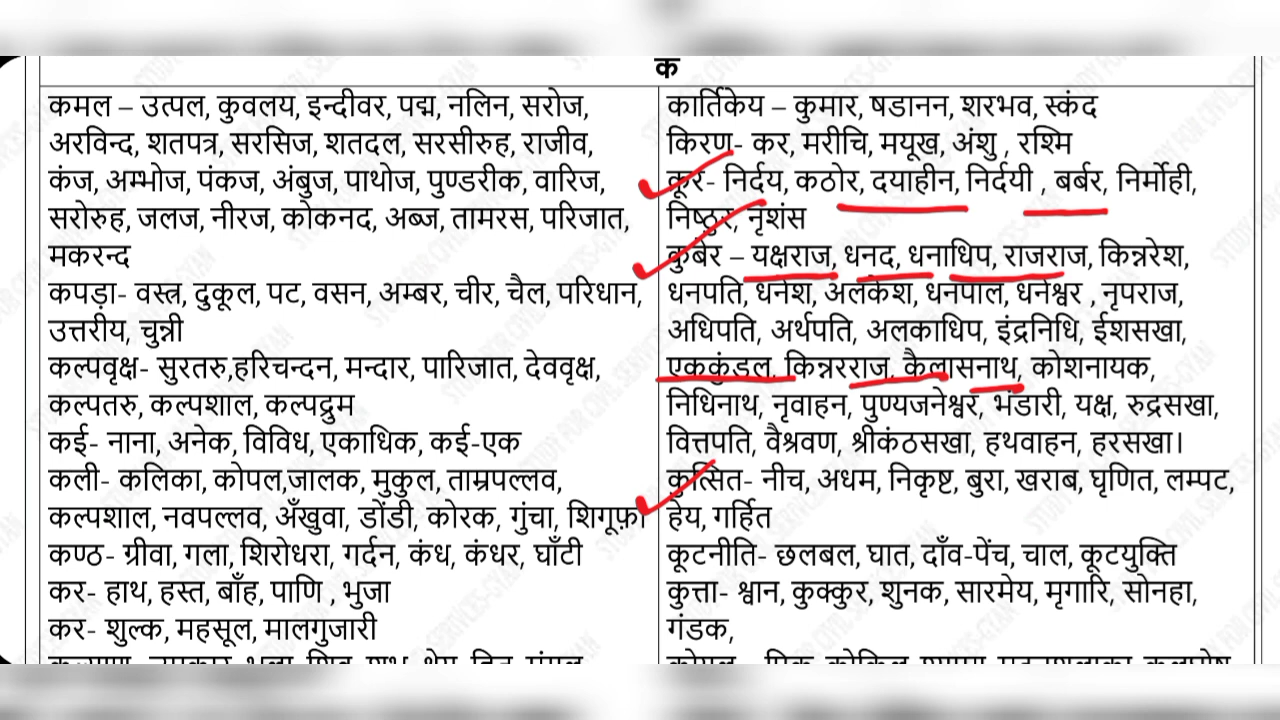 क
कमल – उत्पल, कुवलय, इन्दीवर, पद्म, नलिन, सरोज,
अरविन्द, शतपत्र, सरसिज, शतदल, सरसीरुह, राजीव,
कंज, अम्भोज, पंकज, अंबुज, पाथोज, पुण्डरीक, वारिज,
सरोरुह, जलज, नीरज, कोकनद, अब्ज, तामरस, परिजात,
मकरन्द
कपड़ा- वस्त्र, दुकूल, पट, वसन, अम्बर, चीर, चैल, परिधान,
उत्तरीय, चुन्नी
कल्पवृक्ष- सुरतरु,हरिचन्दन, मन्दार, पारिजात, देववृक्ष,
कल्पतरु, कल्पशाल, कल्पद्रुम
कई- नाना, अनेक, विविध, एकाधिक, कई-एक
कली- कलिका, कोपल,जालक, मुकुल, ताम्रपल्लव,
कल्पशाल, नवपल्लव, अँखुवा, डोंडी, कोरक, गुंचा, शिगूफ़ा
कण्ठ- ग्रीवा, गला, शिरोधरा, गर्दन, कंध, कंधर, घाँटी
कर- हाथ, हस्त, बाँह, पाणि , भुजा
कर- शुल्क, महसूल, मालगुजारी
कार्तिकेय – कुमार, षडानन, शरभव, स्कंद
किरण- कर, मरीचि, मयूख, अंशु , रश्मि
क्रूर- निर्दय, कठोर, दयाहीन, निर्दयी , बर्बर, निर्मोही,
निष्ठुर, नृशंस
कुबेर – यक्षराज, धनद, धनाधिप, राजराज, किन्नरेश,
धनपति, धनेश, अलकेश, धनपाल, धनेश्वर , नृपराज,
अधिपति, अर्थपति, अलकाधिप, इंद्रनिधि, ईशसखा,
एककुंडल, किन्नरराज, कैलासनाथ, कोशनायक,
निधिनाथ, नृवाहन, पुण्यजनेश्वर, भंडारी, यक्ष, रुद्रसखा,
वित्तपति, वैश्रवण, श्रीकंठसखा, हथवाहन, हरसखा।
कुत्सित- नीच, अधम, निकृष्ट, बुरा, खराब, घृणित, लम्पट,
हेय, गर्हित
कूटनीति- छलबल, घात, दाँव-पेंच, चाल, कूटयुक्ति
कुत्ता- श्वान, कुक्कुर, शुनक, सारमेय, मृगारि, सोनहा,
गंडक,